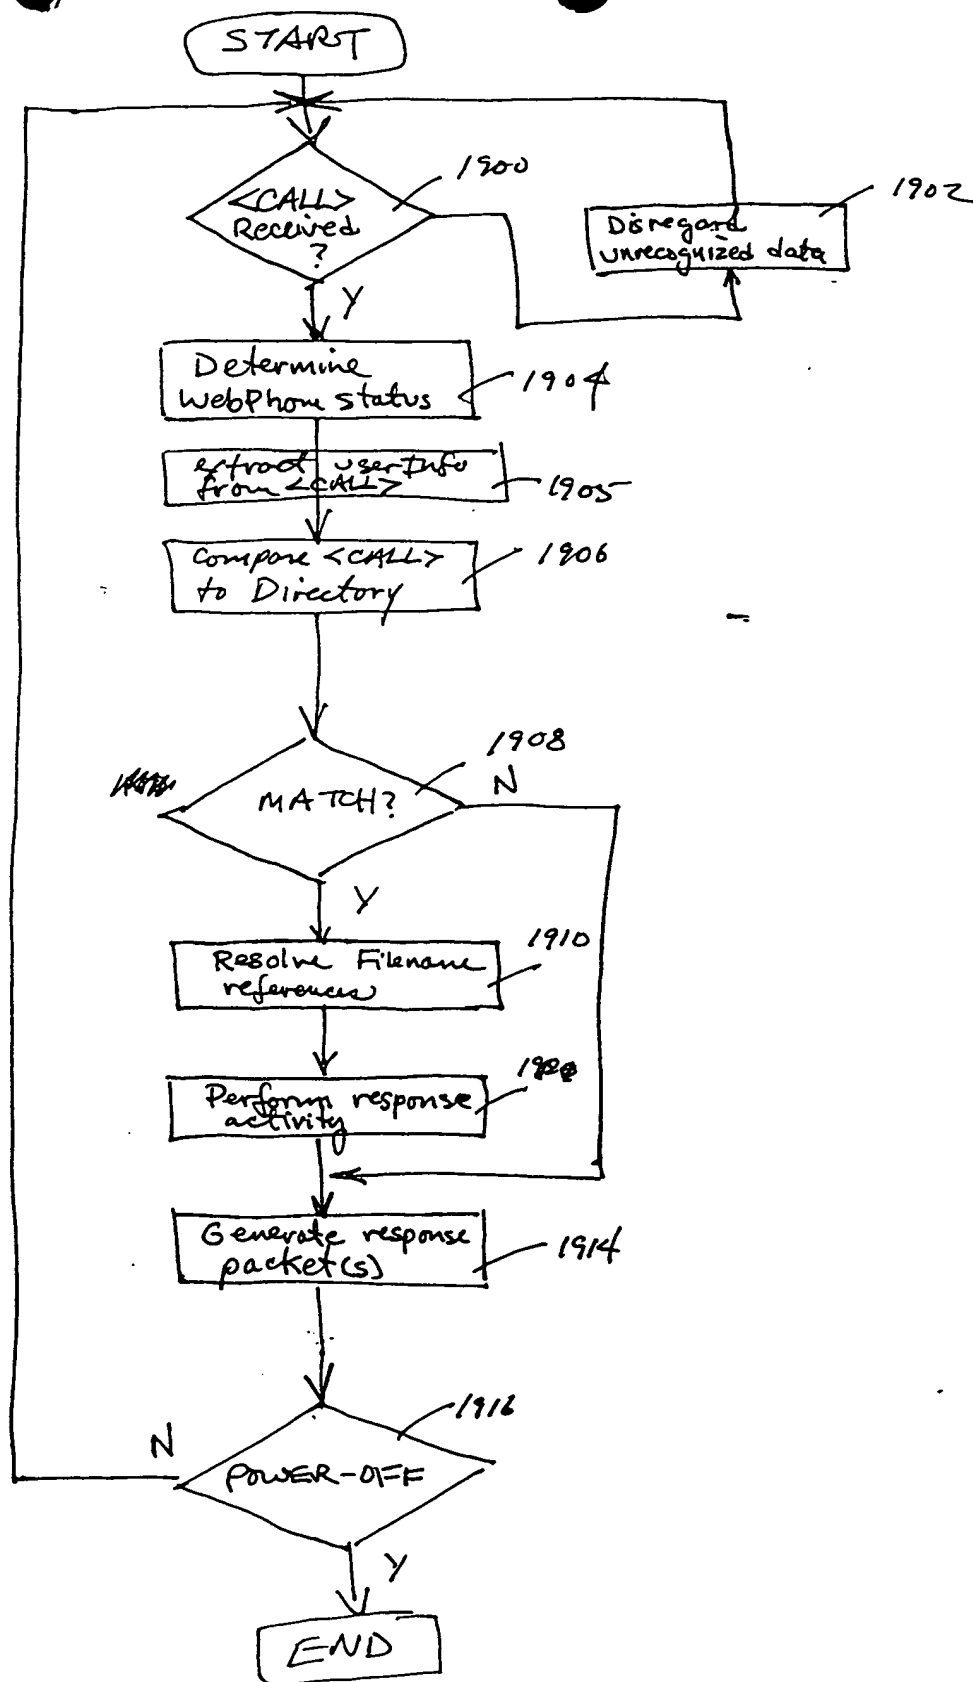 START
1900
<CALL>
Received
?
1902
Disregard
unrecognized data
Y
Determine
WebPhone status
1904
extract userInfo
from <CALL>
1905
Compare <CALL>
to Directory
1906
1908
MATCH?
N
Y
1910
Resolve Filename
references
Perform response
activity
Generate response
packet(s)
1914
1916
N
POWER-OFF
Y
END